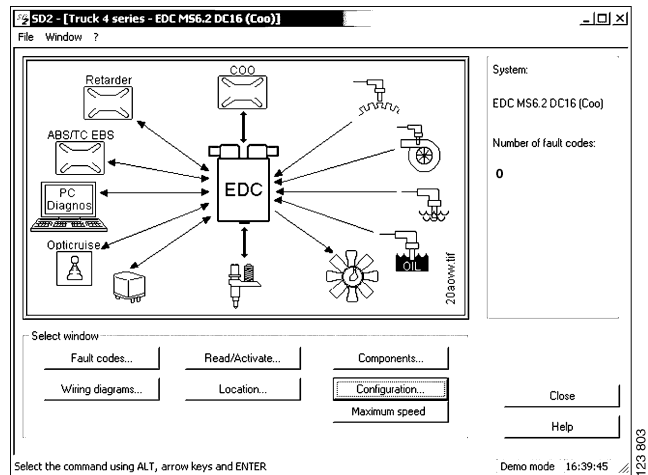 SD2 - [Truck 4 series - EDC MS6.2 DC16 (Coo)]
File Window ?
Retarder
COO
ABS/TC EBS
PC
Diagnos
EDC
Opticruise
OIL
20aovw.tif
System:
EDC MS6.2 DC16 (Coo)
Number of fault codes:
0
Select window
Fault codes...
Read/Activate...
Components...
Wiring diagrams...
Location...
Configuration...
Maximum speed
Close
Help
Select the command using ALT, arrow keys and ENTER
Demo mode 16:39:45
123 803